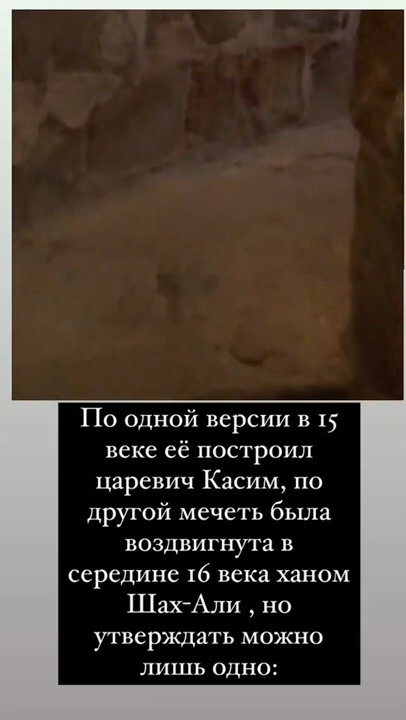 По одной версии в 15
веке её построил
царевич Касим, по
другой мечеть была
воздвигнута в
середине 16 века ханом
Шах-Али , но
утверждать можно
лишь одно: